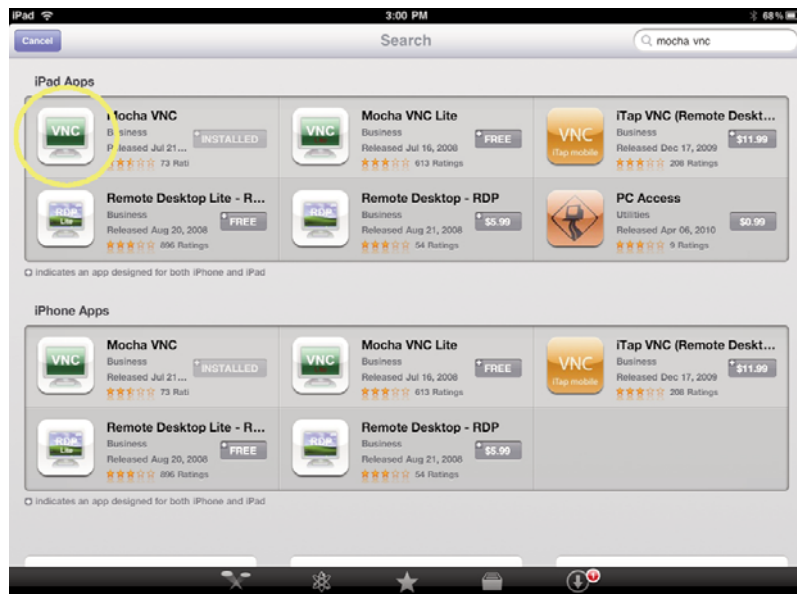 iPad 3:00 PM 68%
Cancel Search mocha vnc
iPad Apps
Mocha VNC
Business
Released Jul 21...
INSTALLED
73 Rati
VNC
Mocha VNC Lite
Business
Released Jul 16, 2008
FREE
613 Ratings
VNC
iTap VNC (Remote Deskt...
Business
Released Dec 17, 2009
$11.99
208 Ratings
VNC
iTap mobile
Remote Desktop Lite - R...
Business
Released Aug 20, 2008
FREE
896 Ratings
RDP
Lite
Remote Desktop - RDP
Business
Released Aug 21, 2008
$5.99
54 Ratings
RDP
PC Access
Utilities
Released Apr 06, 2010
$0.99
9 Ratings
indicates an app designed for both iPhone and iPad
iPhone Apps
Mocha VNC
Business
Released Jul 21...
INSTALLED
73 Rati
VNC
Mocha VNC Lite
Business
Released Jul 16, 2008
FREE
613 Ratings
VNC
iTap VNC (Remote Deskt...
Business
Released Dec 17, 2009
$11.99
208 Ratings
VNC
iTap mobile
Remote Desktop Lite - R...
Business
Released Aug 20, 2008
FREE
896 Ratings
RDP
Lite
Remote Desktop - RDP
Business
Released Aug 21, 2008
$5.99
54 Ratings
RDP
indicates an app designed for both iPhone and iPad
1